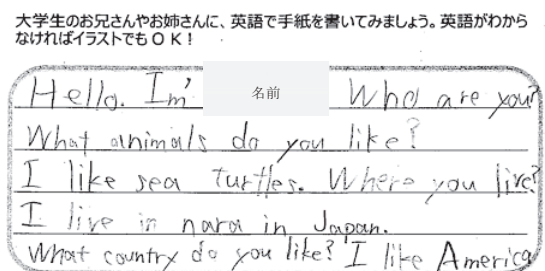 大学生のお兄さんやお姉さんに、英語で手紙を書いてみましょう。英語がわから
なければイラストでもＯＫ！
Hello. Im' 名前 Who are you?
What animals do you like?
I like sea turtles. Where you live?
I live in nara in Japan.
What country do you like? I like America